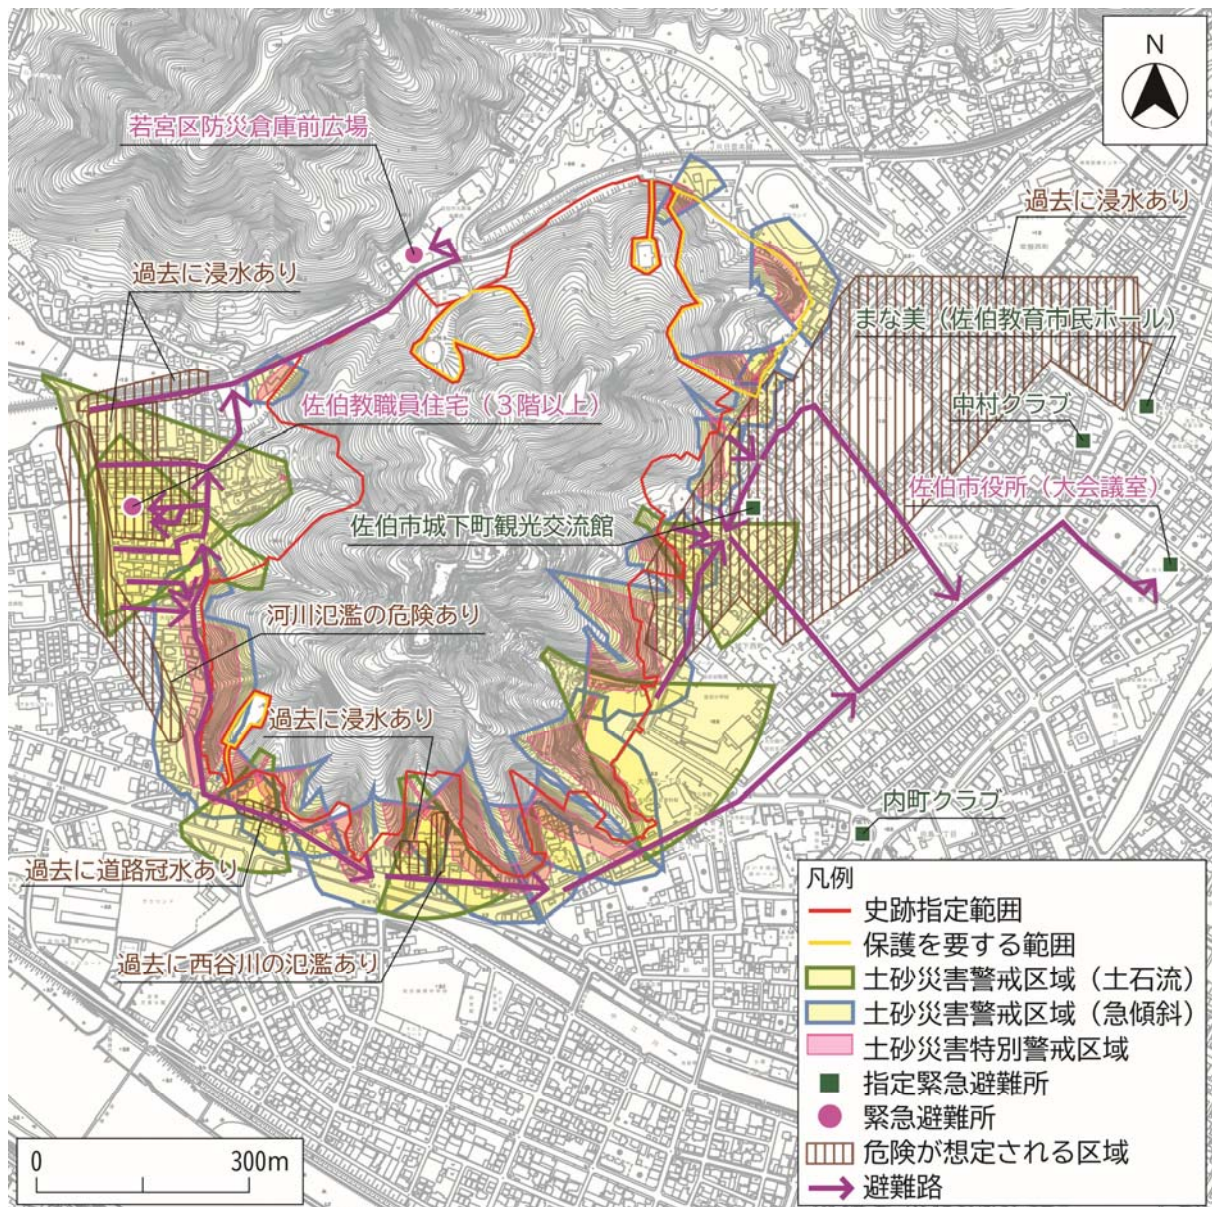 N
若宮区防災倉庫前広場
過去に浸水あり
過去に浸水あり
まな美（佐伯教育市民ホール）
佐伯教職員住宅（３階以上）
中村クラブ
佐伯市役所（大会議室）
佐伯市城下町観光交流館
河川氾濫の危険あり
過去に浸水あり
内町クラブ
過去に道路冠水あり
過去に西谷川の氾濫あり
凡例
史跡指定範囲
保護を要する範囲
土砂災害警戒区域（土石流）
土砂災害警戒区域（急傾斜）
土砂災害特別警戒区域
指定緊急避難所
緊急避難所
危険が想定される区域
避難路
0 300m